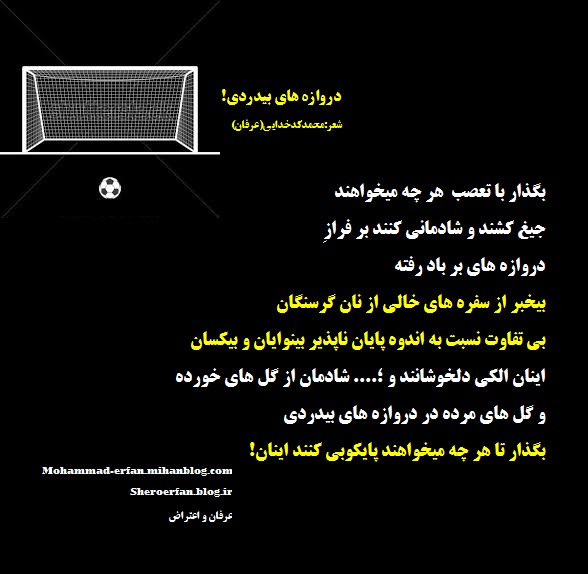 دروازه های بیدردی!
شعر:محمدکدخدایی(عرفان)
بگذار با تعصب هر چه میخواهند
جیغ کشند و شادمانی کنند بر فرازِ
دروازه های بر باد رفته
بیخبر از سفره های خالی از نان گرسنگان
بی تفاوت نسبت به اندوه پایان ناپذیر بینوایان و بیکسان
اینان الکی دلخوشانند و ؛.... شادمان از گل های خورده
و گل های مرده در دروازه های بیدردی
بگذار تا هر چه میخواهند پایکوبی کنند اینان!
Mohammad-erfan.mihanblog.com
Sheroerfan.blog.ir
عرفان و اعتراض